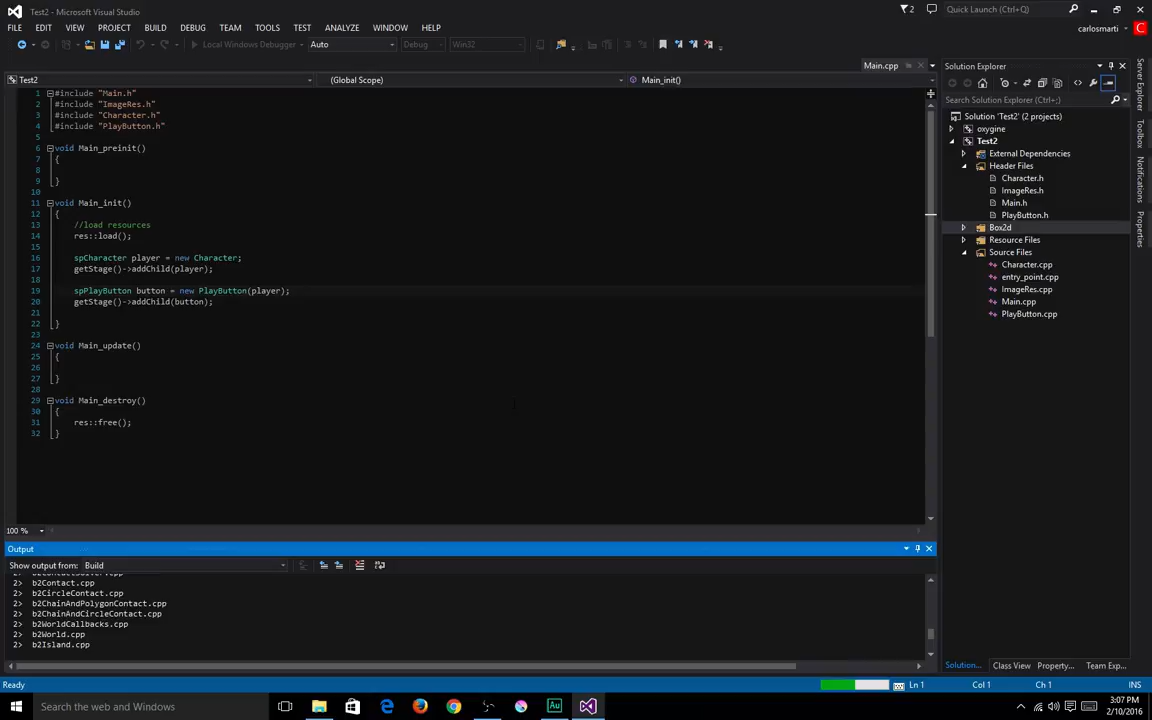 Test2 - Microsoft Visual Studio
2
Quick Launch (Ctrl+Q)
FILE EDIT VIEW PROJECT BUILD DEBUG TEAM TOOLS TEST ANALYZE WINDOW HELP
carlosmarti C
Local Windows Debugger Auto Debug Win32
Main.cpp
Test2 (Global Scope) Main_init()
1 #include "Main.h"
2 #include "ImageRes.h"
3 #include "Character.h"
4 #include "PlayButton.h"
5
6 void Main_preinit()
7 {
8
9 }
10
11 void Main_init()
12 {
13 //load resources
14 res::load();
15
16 spCharacter player = new Character;
17 getStage()->addChild(player);
18
19 spPlayButton button = new PlayButton(player);
20 getStage()->addChild(button);
21
22 }
23
24 void Main_update()
25 {
26
27 }
28
29 void Main_destroy()
30 {
31 res::free();
32 }
100 %
Output
Show output from: Build
2> b2Contact.cpp
2> b2CircleContact.cpp
2> b2ChainAndPolygonContact.cpp
2> b2ChainAndCircleContact.cpp
2> b2WorldCallbacks.cpp
2> b2World.cpp
2> b2Island.cpp
Solution Explorer
Search Solution Explorer (Ctrl+;)
Solution 'Test2' (2 projects)
oxygine
Test2
External Dependencies
Header Files
Character.h
ImageRes.h
Main.h
PlayButton.h
Box2d
Resource Files
Source Files
Character.cpp
entry_point.cpp
ImageRes.cpp
Main.cpp
PlayButton.cpp
Solution... Class View Property... Team Exp...
Server Explorer
Toolbox
Notifications
Properties
Ready Ln 1 Col 1 Ch 1 INS
Search the web and Windows
Au
3:07 PM
2/10/2016